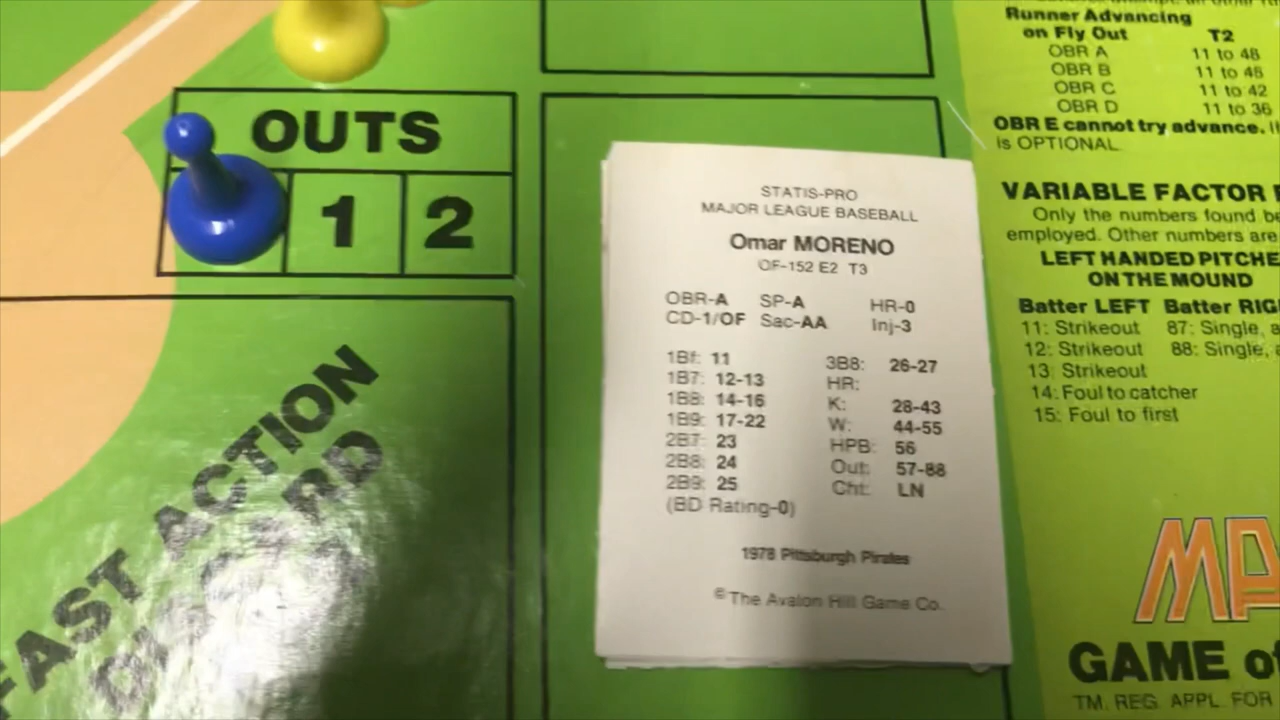 OUTS
1 2
FAST ACTION
STATIS-PRO
MAJOR LEAGUE BASEBALL
Omar MORENO
OF-152 E2 T3
OBR-A SP-A HR-0
CD-1/OF Sac-AA Inj-3
1Bf: 11
1B7: 12-13
1B8: 14-16
1B9: 17-22
2B7: 23
2B8: 24
2B9: 25
(BD Rating-0)
3B8: 26-27
HR:
K: 28-43
W: 44-55
HPB: 56
Out: 57-88
Cht: LN
1978 Pittsburgh Pirates
© The Avalon Hill Game Co.
Runner Advancing
on Fly Out T2
OBR A 11 to 48
OBR B 11 to 45
OBR C 11 to 42
OBR D 11 to 36
OBR E cannot try advance.
is OPTIONAL.
VARIABLE FACTOR
Only the numbers found
employed. Other numbers are
LEFT HANDED
ON THE MOUND
Batter LEFT Batter
11: Strikeout 87: Single,
12: Strikeout 88: Single,
13: Strikeout
14: Foul to catcher
15: Foul to first
GAME of
TM. REG. APPL. FOR